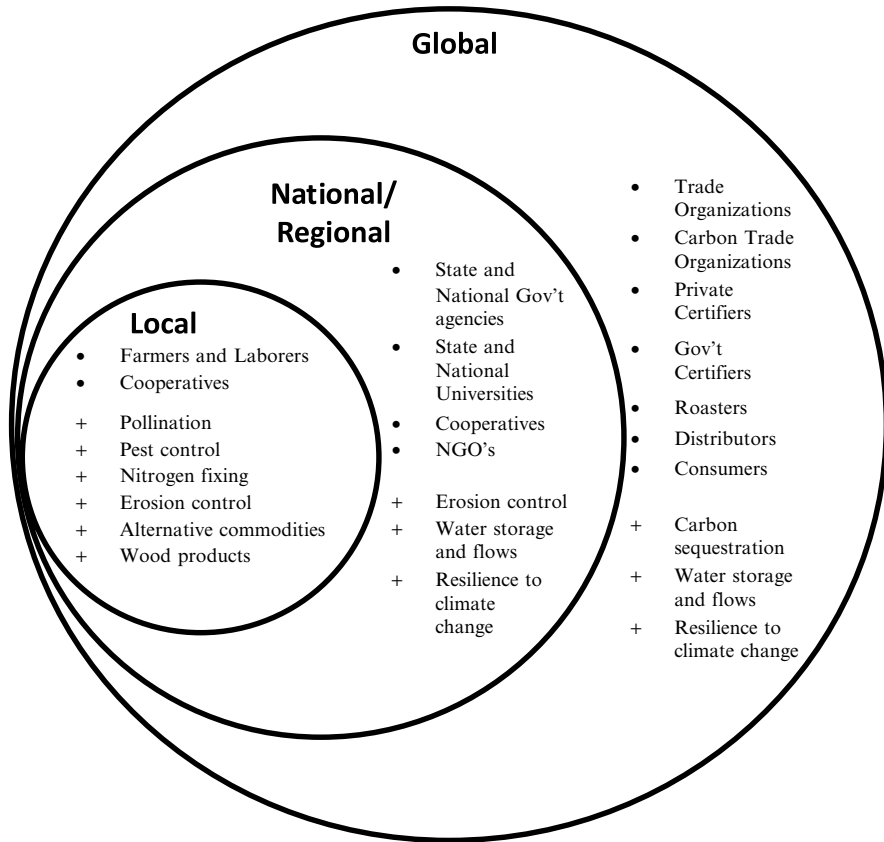 Global
National/
Regional
Local
• Farmers and Laborers
• Cooperatives
+ Pollination
+ Pest control
+ Nitrogen fixing
+ Erosion control
+ Alternative commodities
+ Wood products
• State and
National Gov't
agencies
• State and
National
Universities
• Cooperatives
• NGO's
+ Erosion control
+ Water storage
and flows
+ Resilience to
climate
change
• Trade
Organizations
• Carbon Trade
Organizations
• Private
Certifiers
• Gov't
Certifiers
• Roasters
• Distributors
• Consumers
+ Carbon
sequestration
+ Water storage
and flows
+ Resilience to
climate change